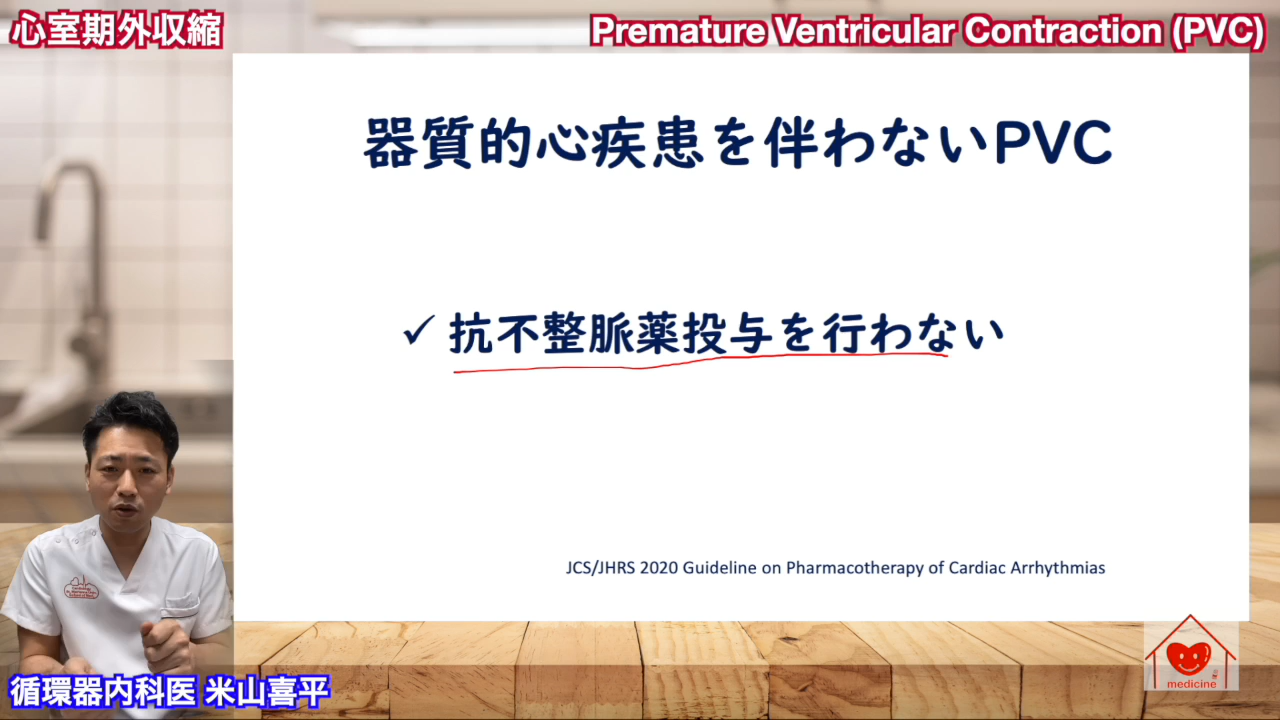 心室期外収縮
Premature Ventricular Contraction (PVC)
器質的心疾患を伴わないPVC
✓ 抗不整脈薬投与を行わない
JCS/JHRS 2020 Guideline on Pharmacotherapy of Cardiac Arrhythmias
medicine
循環器内科医 米山喜平